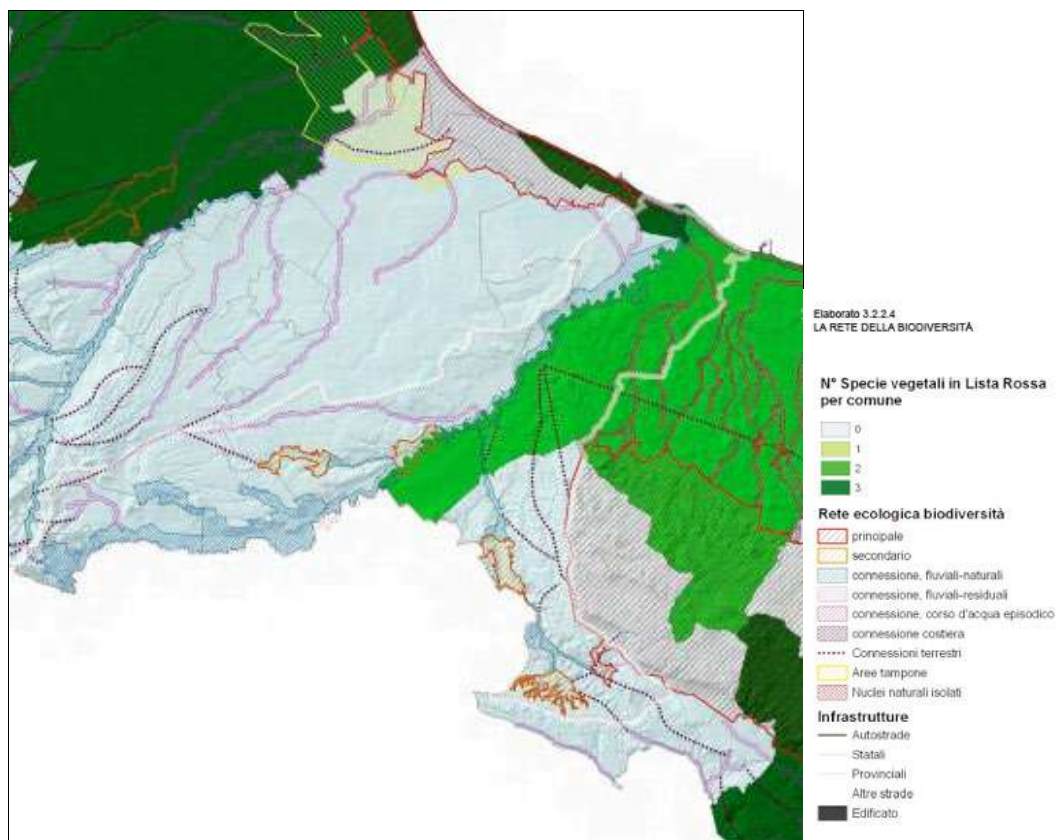 Elaborato 3.2.2.4
LA RETE DELLA BIODIVERSITÀ
N° Specie vegetali in Lista Rossa
per comune
0
1
2
3
Rete ecologica biodiversità
principale
secondario
connessione, fluviali-naturali
connessione, fluviali-residuali
connessione, corso d'acqua episodico
connessione costiera
Connessioni terrestri
Aree tampone
Nuclei naturali isolati
Infrastrutture
Autostrade
Statali
Provinciali
Altre strade
Edificato